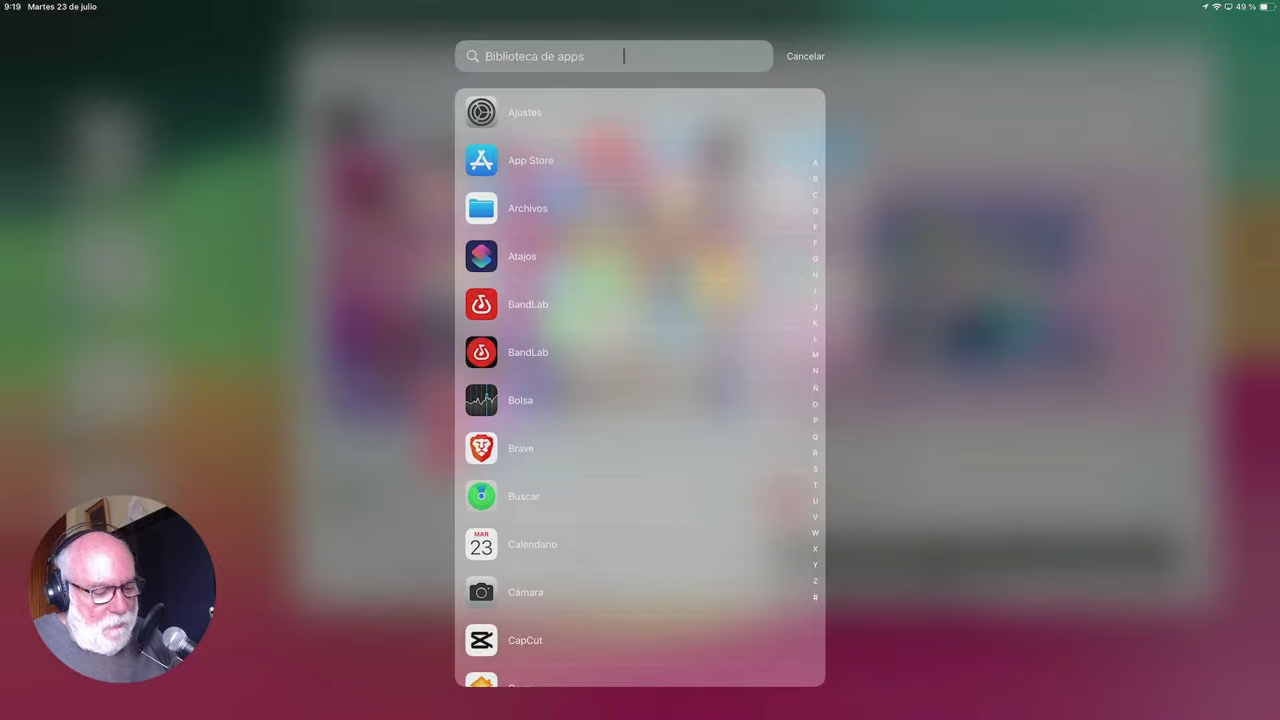 9:19 Martes 23 de julio
49 %
Biblioteca de apps
Cancelar
Ajustes
App Store
Archivos
Atajos
BandLab
BandLab
Bolsa
Brave
Buscar
MAR
23
Calendario
Cámara
CapCut
A
B
C
D
E
F
G
H
I
J
K
L
M
N
Ñ
O
P
Q
R
S
T
U
V
W
X
Y
Z
#